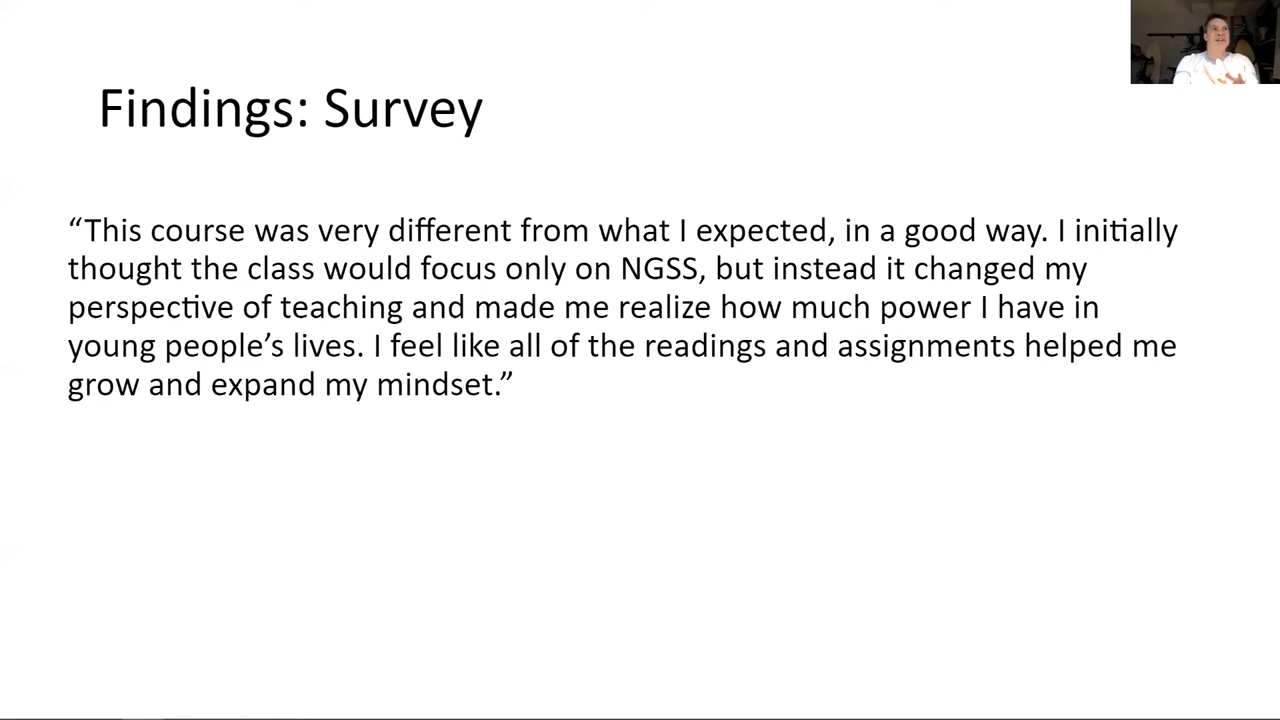 Findings: Survey
“This course was very different from what I expected, in a good way. I initially
thought the class would focus only on NGSS, but instead it changed my
perspective of teaching and made me realize how much power I have in
young people’s lives. I feel like all of the readings and assignments helped me
grow and expand my mindset.”